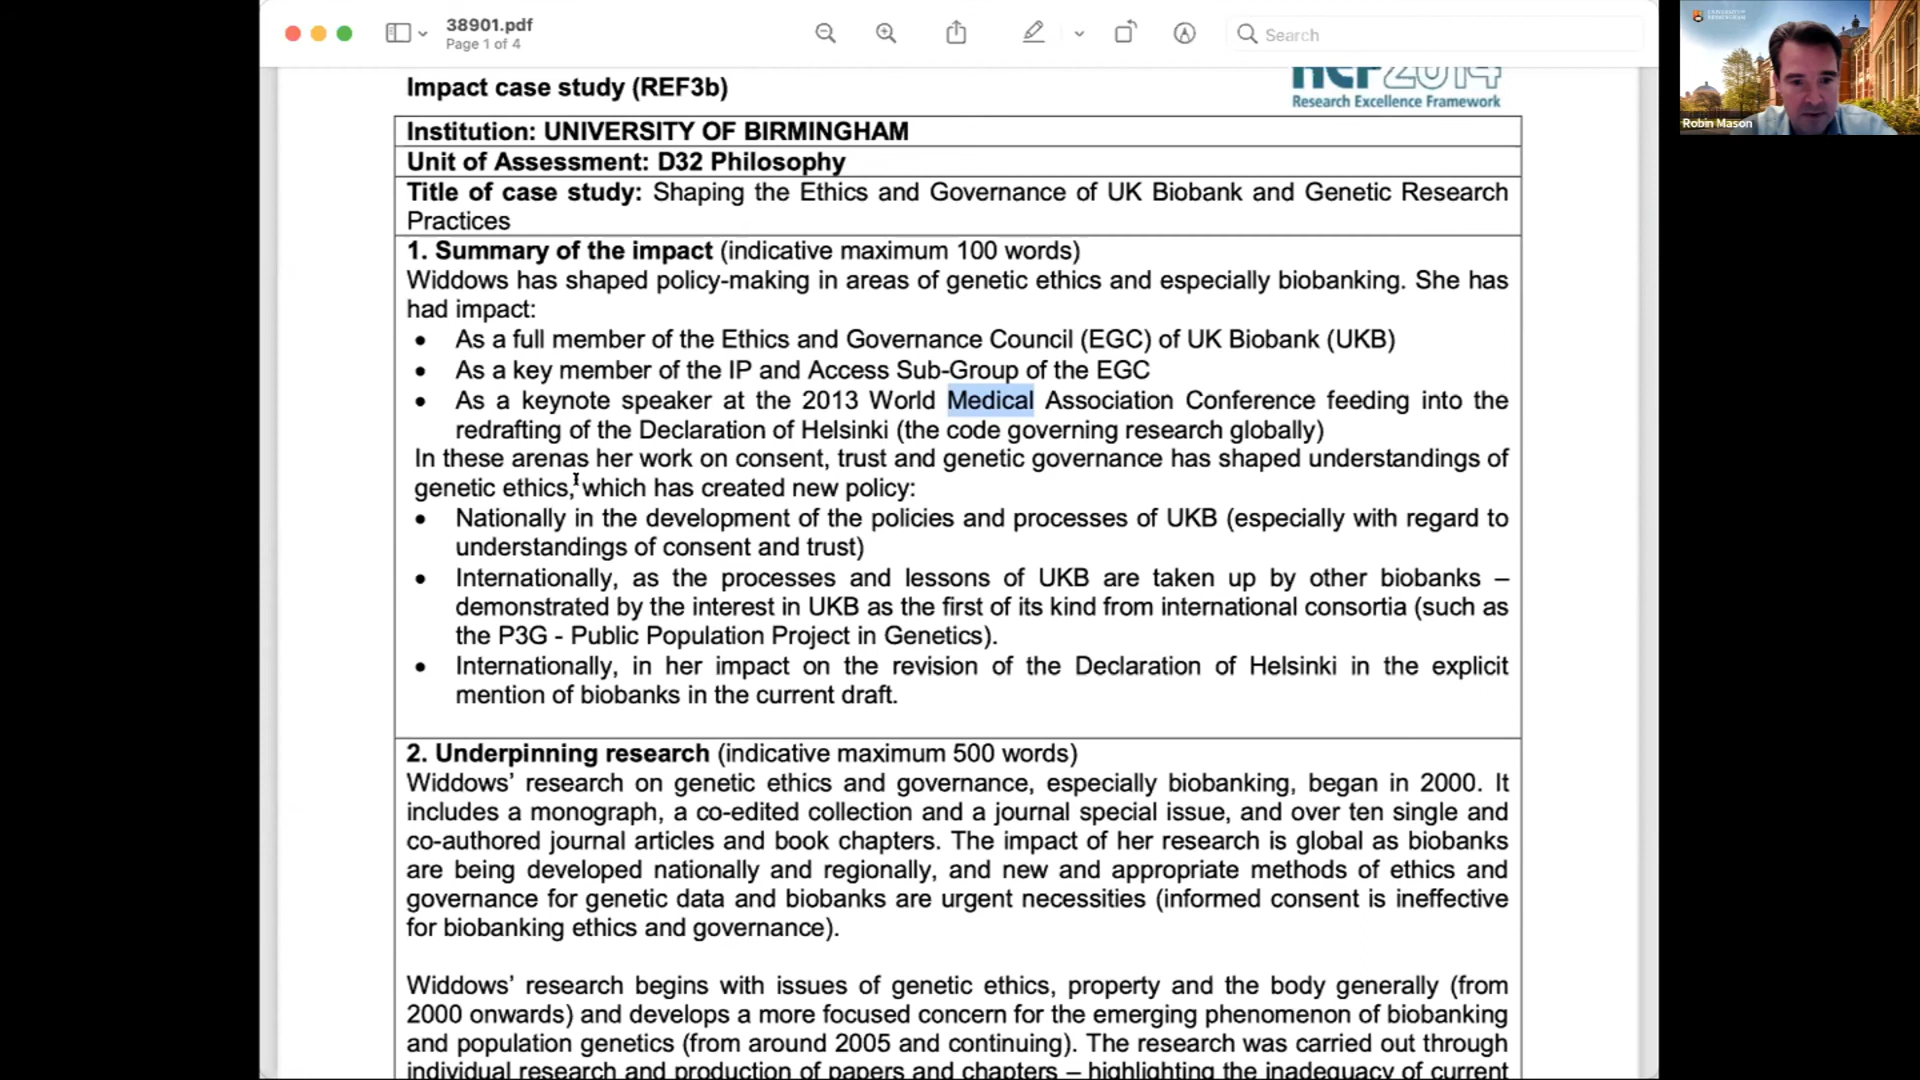 38901.pdf
Page 1 of 4
Search
UNIVERSITY OF
BIRMINGHAM
Robin Mason
Impact case study (REF3b)
REF2014
Research Excellence Framework
Institution: UNIVERSITY OF BIRMINGHAM
Unit of Assessment: D32 Philosophy
Title of case study: Shaping the Ethics and Governance of UK Biobank and Genetic Research
Practices
1. Summary of the impact (indicative maximum 100 words)
Widdows has shaped policy-making in areas of genetic ethics and especially biobanking. She has
had impact:
• As a full member of the Ethics and Governance Council (EGC) of UK Biobank (UKB)
• As a key member of the IP and Access Sub-Group of the EGC
• As a keynote speaker at the 2013 World Medical Association Conference feeding into the
redrafting of the Declaration of Helsinki (the code governing research globally)
In these arenas her work on consent, trust and genetic governance has shaped understandings of
genetic ethics, which has created new policy:
• Nationally in the development of the policies and processes of UKB (especially with regard to
understandings of consent and trust)
• Internationally, as the processes and lessons of UKB are taken up by other biobanks –
demonstrated by the interest in UKB as the first of its kind from international consortia (such as
the P3G - Public Population Project in Genetics).
• Internationally, in her impact on the revision of the Declaration of Helsinki in the explicit
mention of biobanks in the current draft.
2. Underpinning research (indicative maximum 500 words)
Widdows' research on genetic ethics and governance, especially biobanking, began in 2000. It
includes a monograph, a co-edited collection and a journal special issue, and over ten single and
co-authored journal articles and book chapters. The impact of her research is global as biobanks
are being developed nationally and regionally, and new and appropriate methods of ethics and
governance for genetic data and biobanks are urgent necessities (informed consent is ineffective
for biobanking ethics and governance).
Widdows' research begins with issues of genetic ethics, property and the body generally (from
2000 onwards) and develops a more focused concern for the emerging phenomenon of biobanking
and population genetics (from around 2005 and continuing). The research was carried out through
individual research and production of papers and chapters – highlighting the inadequacy of current